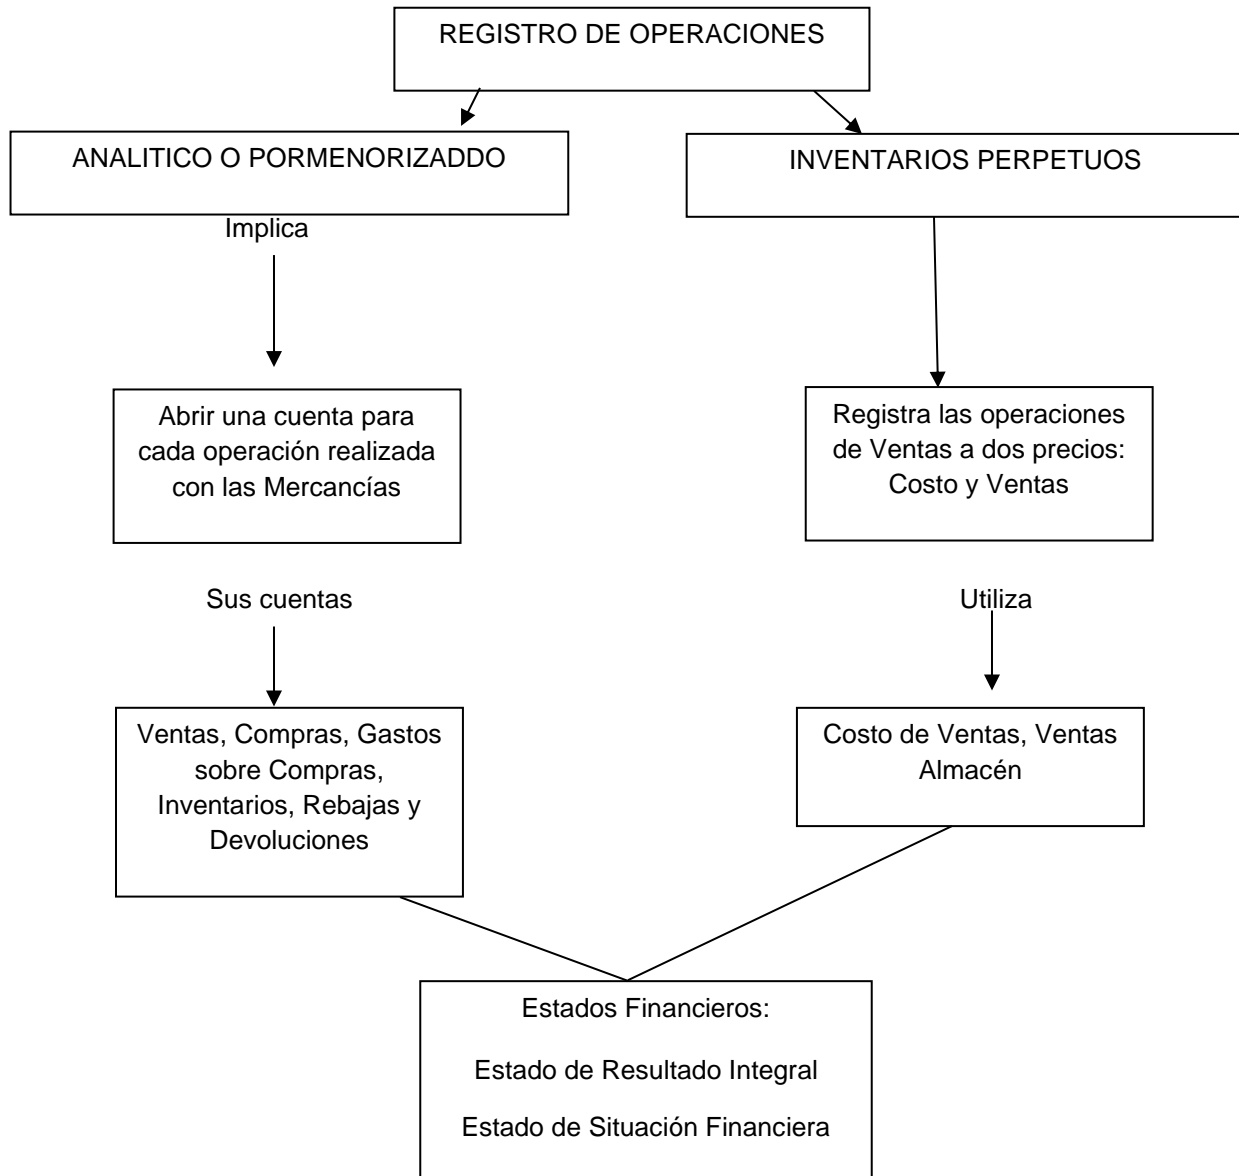 REGISTRO DE OPERACIONES
ANALITICO O PORMENORIZADDO
INVENTARIOS PERPETUOS
Implica
Abrir una cuenta para
cada operación realizada
con las Mercancías
Registra las operaciones
de Ventas a dos precios:
Costo y Ventas
Sus cuentas
Utiliza
Ventas, Compras, Gastos
sobre Compras,
Inventarios, Rebajas y
Devoluciones
Costo de Ventas, Ventas
Almacén
Estados Financieros:
Estado de Resultado Integral
Estado de Situación Financiera